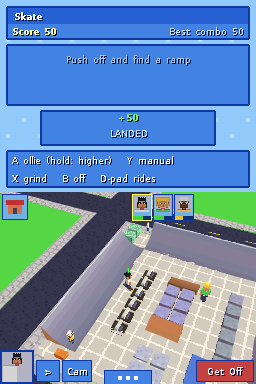 Skate
Score 50 Best combo 50
Push off and find a ramp
+50
LANDED
A ollie (hold: higher) Y manual
X grind B off D-pad rides
Cam
Get Off